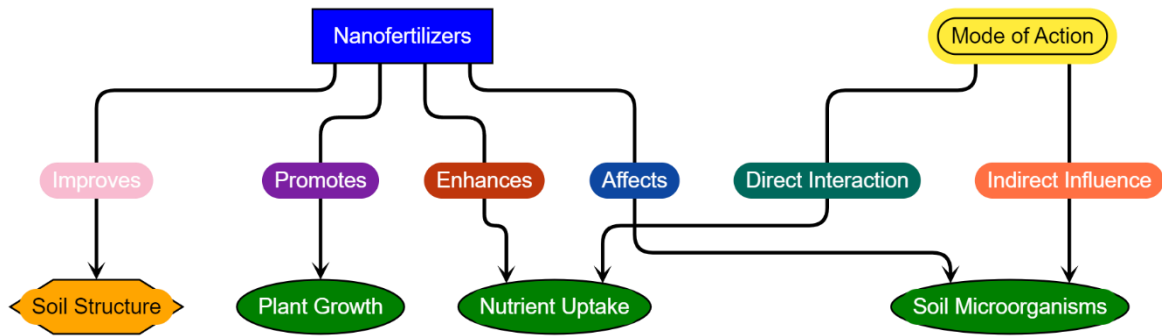 Nanofertilizers
Mode of Action
Improves
Promotes
Enhances
Affects
Direct Interaction
Indirect Influence
Soil Structure
Plant Growth
Nutrient Uptake
Soil Microorganisms